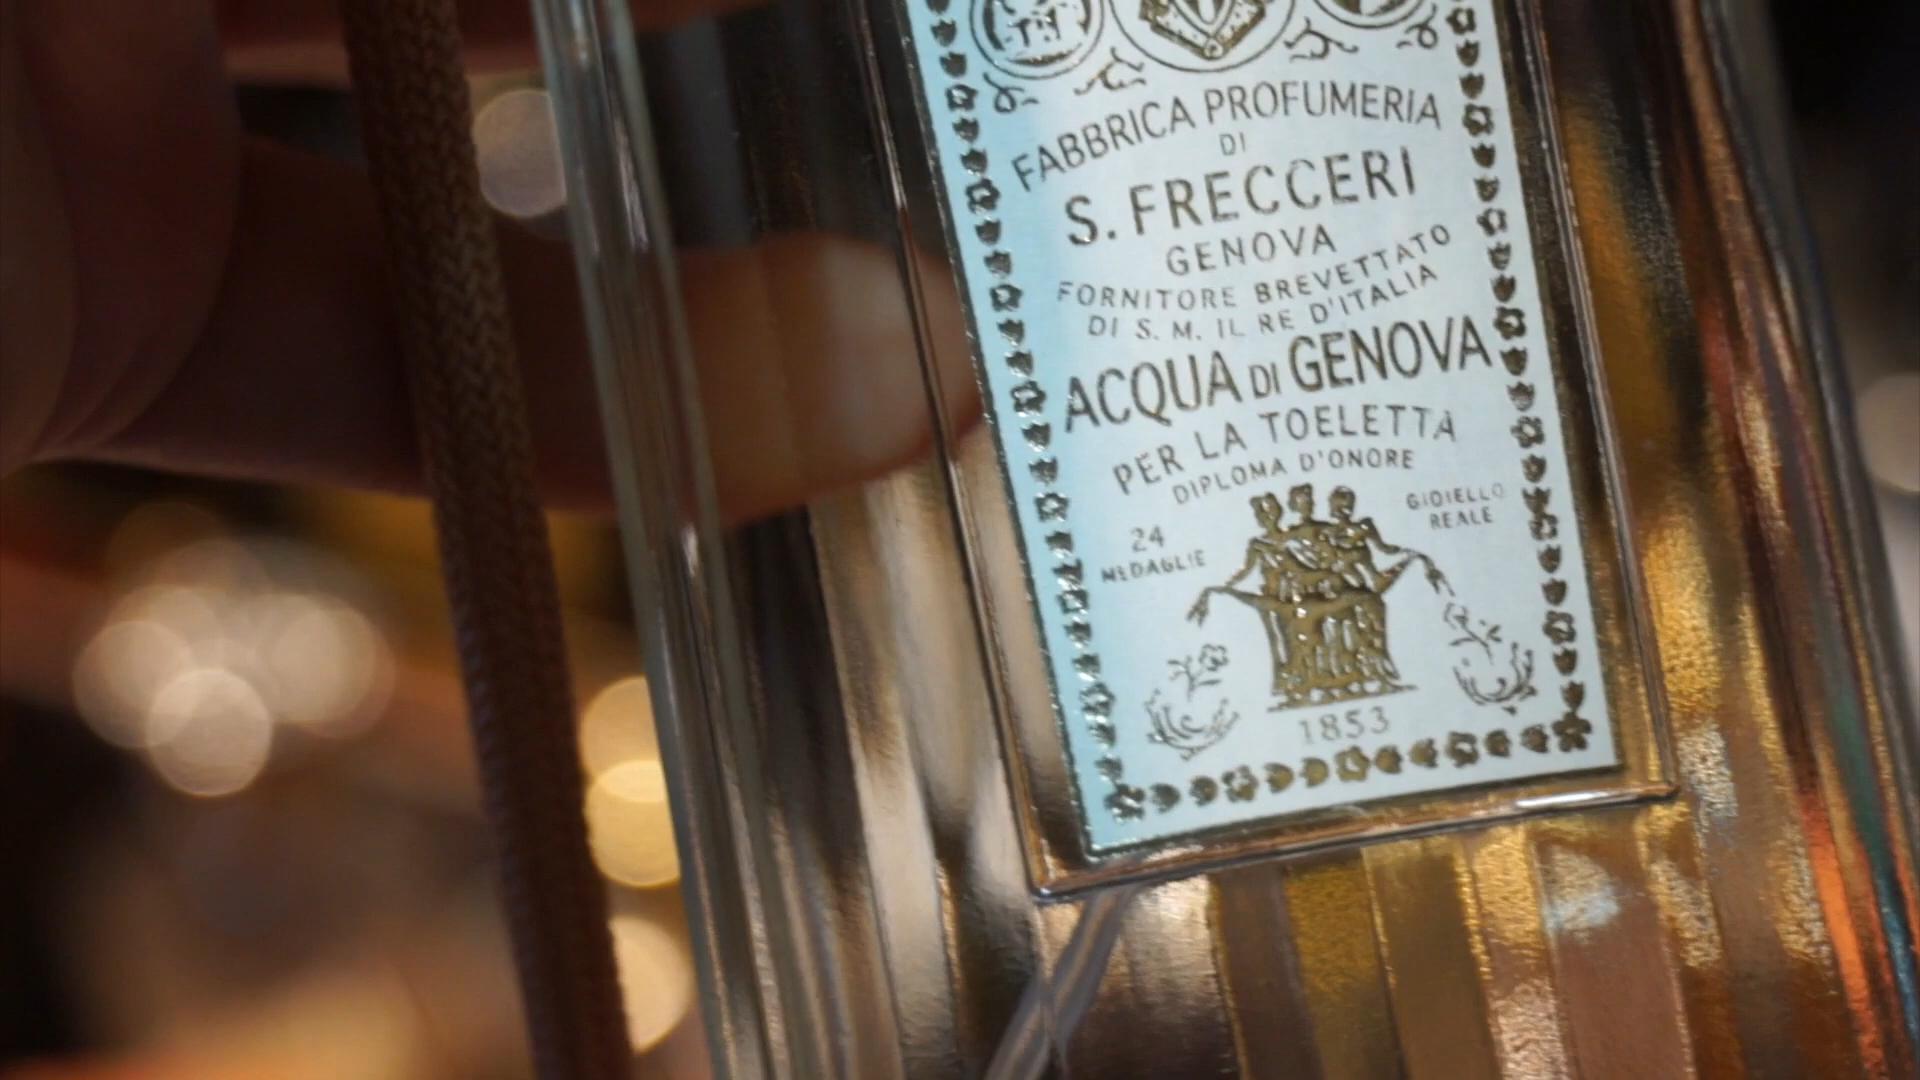 FABBRICA PROFUMERIA
DI
S. FRECCERI
GENOVA
FORNITORE BREVETTATO
DI S. M. IL RE D'ITALIA
ACQUA DI GENOVA
PER LA TOELETTA
DIPLOMA D'ONORE
24
MEDAGLIE
GIOIELLO
REALE
1853